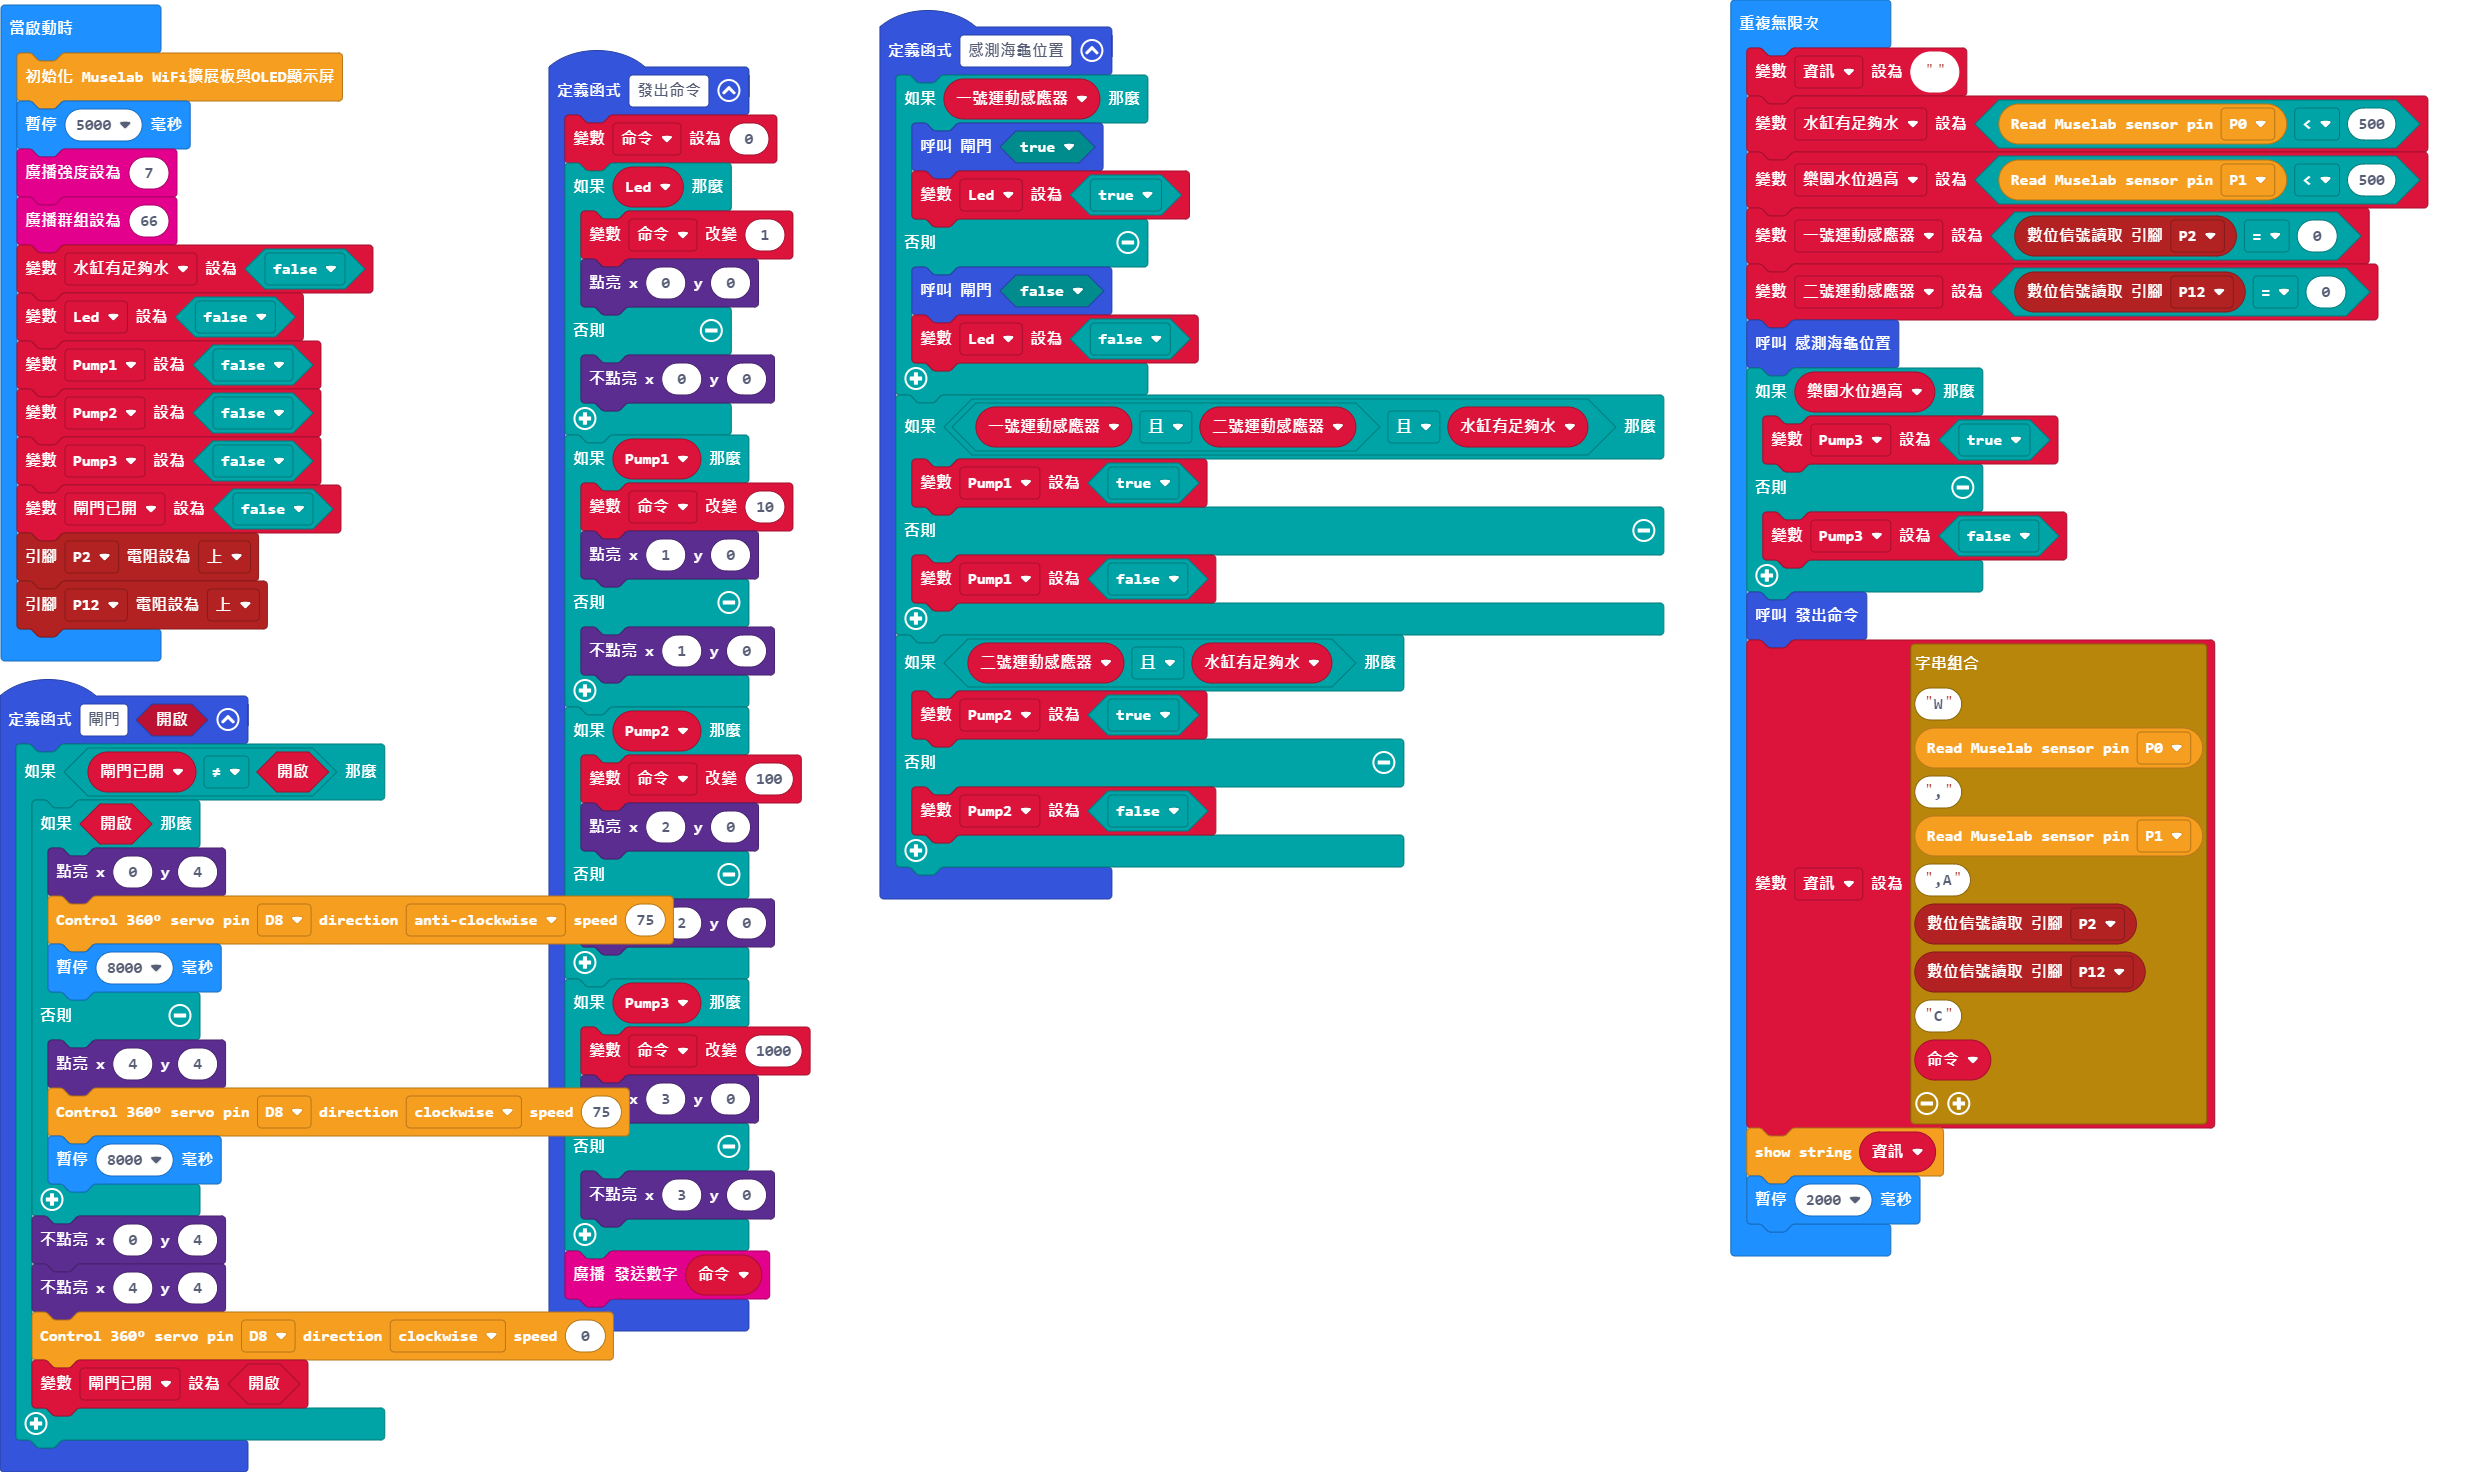 當啟動時
初始化 Muselab WiFi擴展板與OLED顯示屏
暫停 5000 毫秒
廣播強度設為 7
廣播群組設為 66
變數 水缸有足夠水 設為 false
變數 Led 設為 false
變數 Pump1 設為 false
變數 Pump2 設為 false
變數 Pump3 設為 false
變數 閘門已開 設為 false
引腳 P2 電阻設為 上
引腳 P12 電阻設為 上
定義函式 閘門 開啟
如果 閘門已開 ≠ 開啟 那麼
如果 開啟 那麼
點亮 x 0 y 4
Control 360º servo pin D8 direction anti-clockwise speed 75
暫停 8000 毫秒
否則
點亮 x 4 y 4
Control 360º servo pin D8 direction clockwise speed 75
暫停 8000 毫秒
不點亮 x 0 y 4
不點亮 x 4 y 4
Control 360º servo pin D8 direction clockwise speed 0
變數 閘門已開 設為 開啟
定義函式 發出命令
變數 命令 設為 0
如果 Led 那麼
變數 命令 改變 1
點亮 x 0 y 0
否則
不點亮 x 0 y 0
如果 Pump1 那麼
變數 命令 改變 10
點亮 x 1 y 0
否則
不點亮 x 1 y 0
如果 Pump2 那麼
變數 命令 改變 100
點亮 x 2 y 0
否則
2 y 0
如果 Pump3 那麼
變數 命令 改變 1000
x 3 y 0
否則
不點亮 x 3 y 0
廣播 發送數字 命令
定義函式 感測海龜位置
如果 一號運動感應器 那麼
呼叫 閘門 true
變數 Led 設為 true
否則
呼叫 閘門 false
變數 Led 設為 false
如果 一號運動感應器 且 二號運動感應器 且 水缸有足夠水 那麼
變數 Pump1 設為 true
否則
變數 Pump1 設為 false
如果 二號運動感應器 且 水缸有足夠水 那麼
變數 Pump2 設為 true
否則
變數 Pump2 設為 false
重複無限次
變數 資訊 設為 " "
變數 水缸有足夠水 設為 Read Muselab sensor pin P0 < 500
變數 樂園水位過高 設為 Read Muselab sensor pin P1 < 500
變數 一號運動感應器 設為 數位信號讀取 引腳 P2 = 0
變數 二號運動感應器 設為 數位信號讀取 引腳 P12 = 0
呼叫 感測海龜位置
如果 樂園水位過高 那麼
變數 Pump3 設為 true
否則
變數 Pump3 設為 false
呼叫 發出命令
變數 資訊 設為
字串組合
"W"
Read Muselab sensor pin P0
","
Read Muselab sensor pin P1
",A"
數位信號讀取 引腳 P2
數位信號讀取 引腳 P12
"C"
命令
show string 資訊
暫停 2000 毫秒